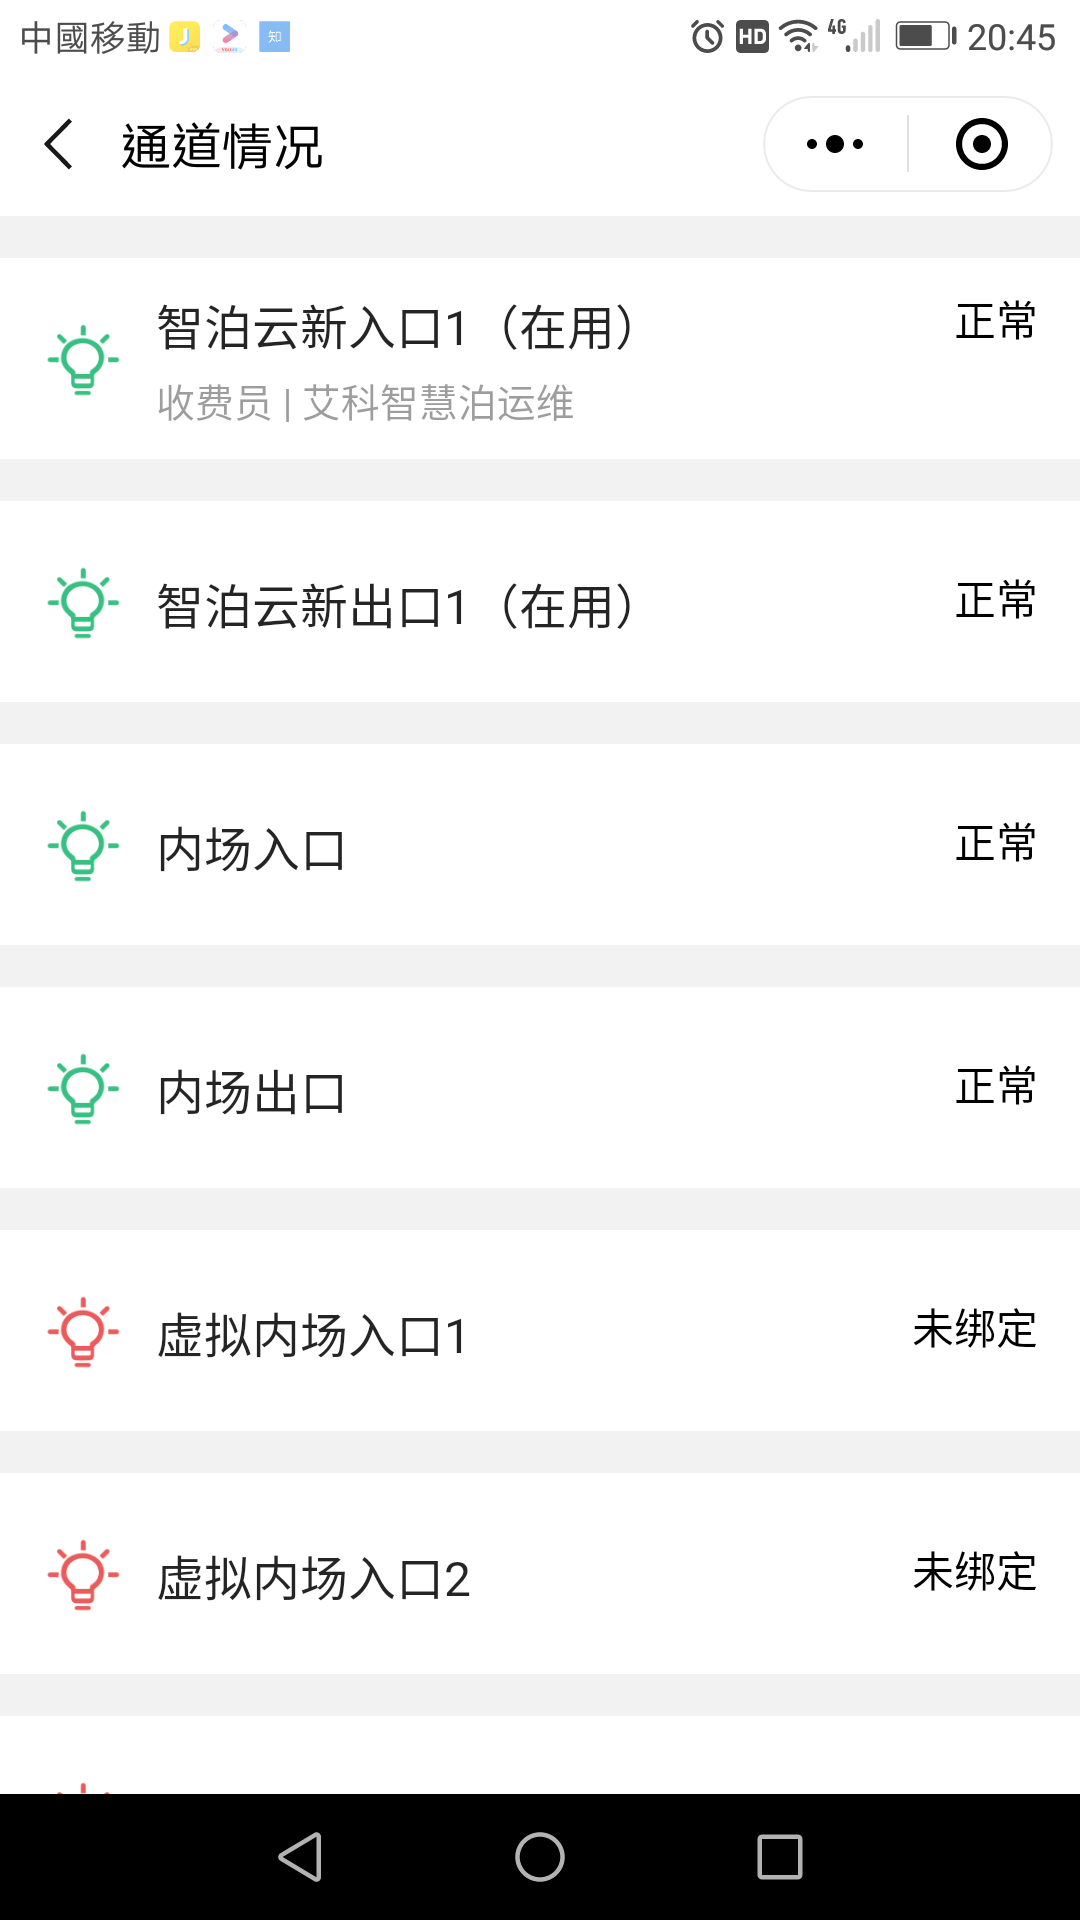 中國移動 J 知 HD 4G 20:45
通道情况
智泊云新入口1（在用） 正常
收费员 | 艾科智慧泊运维
智泊云新出口1（在用） 正常
内场入口 正常
内场出口 正常
虚拟内场入口1 未绑定
虚拟内场入口2 未绑定